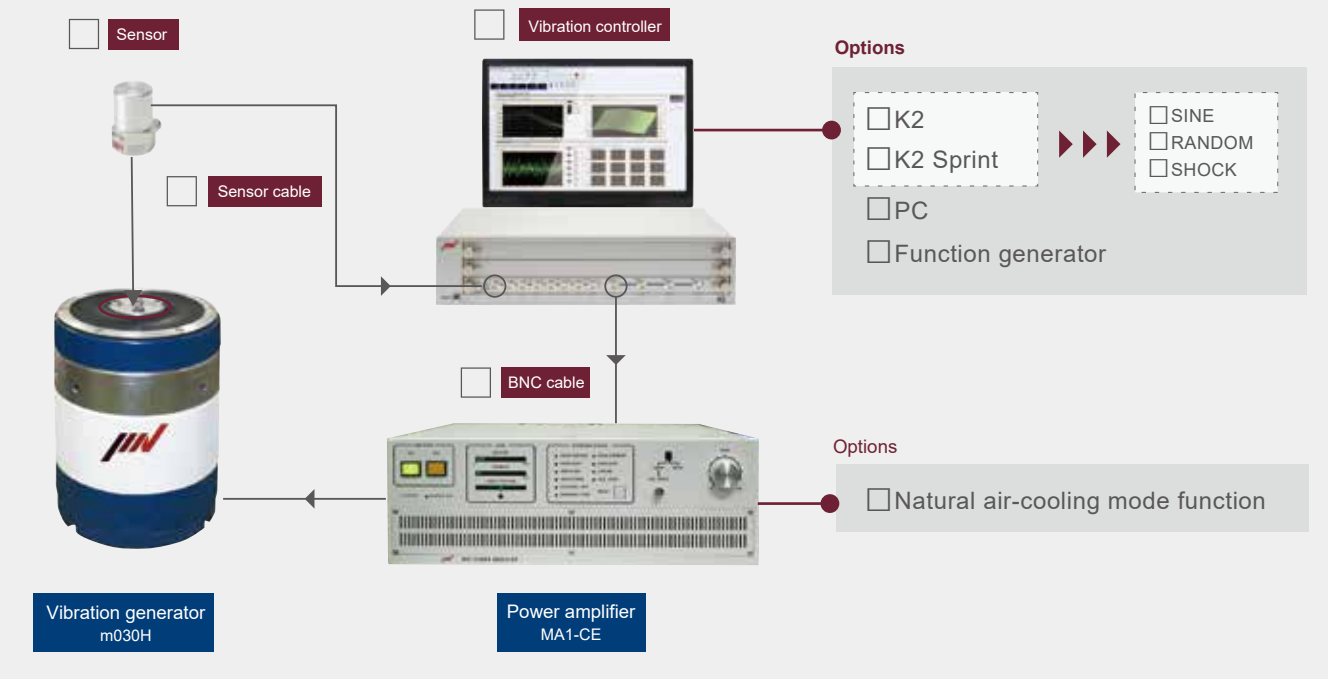 Sensor
Vibration controller
Options
K2
K2 Sprint
SINE
RANDOM
SHOCK
PC
Function generator
Sensor cable
BNC cable
Options
Natural air-cooling mode function
Vibration generator
m030H
Power amplifier
MA1-CE